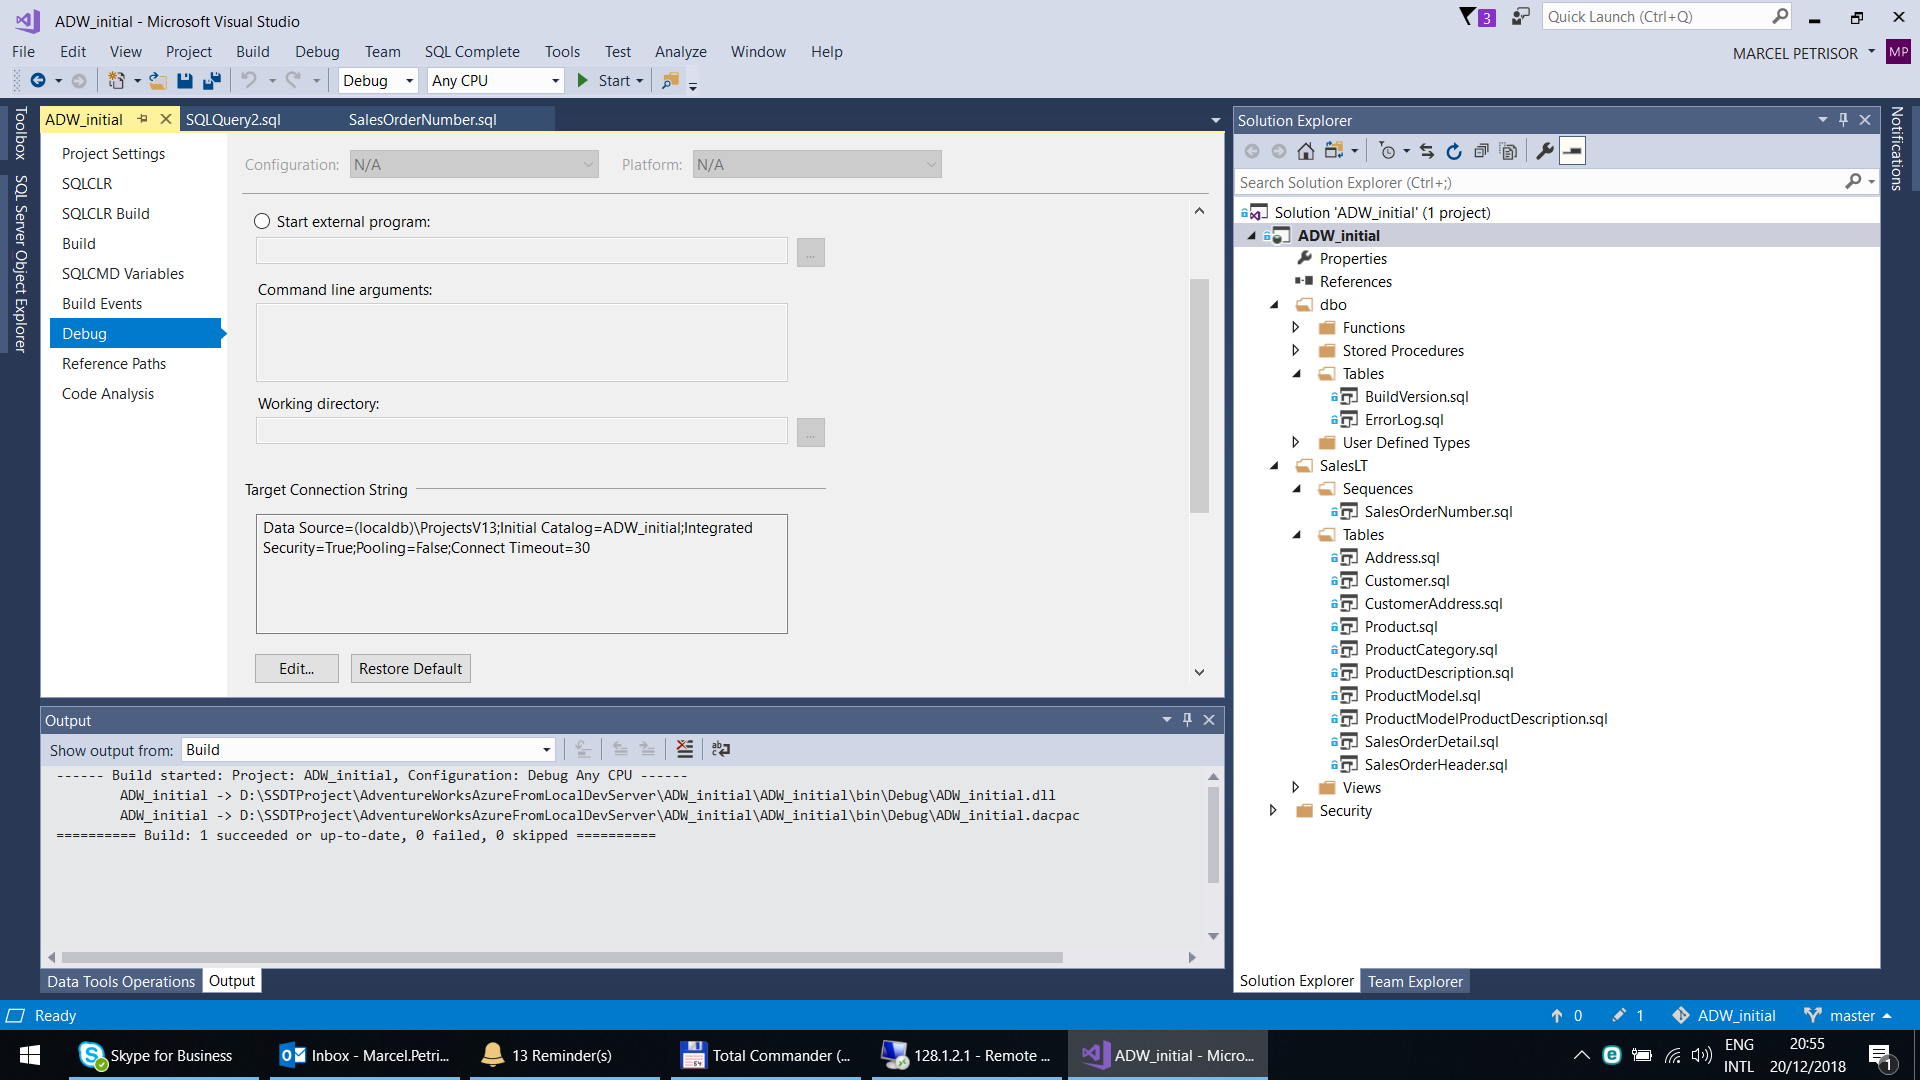 ADW_initial - Microsoft Visual Studio
3
Quick Launch (Ctrl+Q)
File Edit View Project Build Debug Team SQL Complete Tools Test Analyze Window Help
MARCEL PETRISOR
MP
Debug
Any CPU
Start
Toolbox
SQL Server Object Explorer
ADW_initial
SQLQuery2.sql
SalesOrderNumber.sql
Project Settings
SQLCLR
SQLCLR Build
Build
SQLCMD Variables
Build Events
Debug
Reference Paths
Code Analysis
Configuration: N/A
Platform: N/A
Start external program:
...
Command line arguments:
Working directory:
...
Target Connection String
Data Source=(localdb)\ProjectsV13;Initial Catalog=ADW_initial;Integrated
Security=True;Pooling=False;Connect Timeout=30
Edit...
Restore Default
Output
Show output from: Build
------ Build started: Project: ADW_initial, Configuration: Debug Any CPU ------
ADW_initial -> D:\SSDTProject\AdventureWorksAzureFromLocalDevServer\ADW_initial\ADW_initial\bin\Debug\ADW_initial.dll
ADW_initial -> D:\SSDTProject\AdventureWorksAzureFromLocalDevServer\ADW_initial\ADW_initial\bin\Debug\ADW_initial.dacpac
========== Build: 1 succeeded or up-to-date, 0 failed, 0 skipped ==========
Data Tools Operations
Output
Solution Explorer
Search Solution Explorer (Ctrl+;)
Solution 'ADW_initial' (1 project)
ADW_initial
Properties
References
dbo
Functions
Stored Procedures
Tables
BuildVersion.sql
ErrorLog.sql
User Defined Types
SalesLT
Sequences
SalesOrderNumber.sql
Tables
Address.sql
Customer.sql
CustomerAddress.sql
Product.sql
ProductCategory.sql
ProductDescription.sql
ProductModel.sql
ProductModelProductDescription.sql
SalesOrderDetail.sql
SalesOrderHeader.sql
Views
Security
Solution Explorer
Team Explorer
Notifications
Ready
0
1
ADW_initial
master
Skype for Business
Inbox - Marcel.Petri...
13 Reminder(s)
Total Commander (...
128.1.2.1 - Remote ...
ADW_initial - Micro...
ENG
INTL
20:55
20/12/2018
1